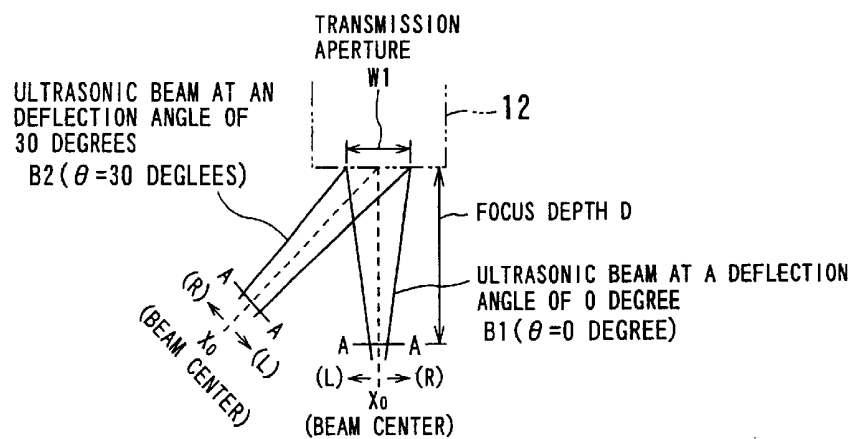 TRANSMISSION
APERTURE
W1
ULTRASONIC BEAM AT AN
DEFLECTION ANGLE OF
30 DEGREES
B2(θ=30 DEGLEES)
12
FOCUS DEPTH D
ULTRASONIC BEAM AT A DEFLECTION
ANGLE OF 0 DEGREE
B1(θ=0 DEGREE)
A
A
(R)
(L)
X0
(BEAM CENTER)
A
A
(L)
(R)
X0
(BEAM CENTER)